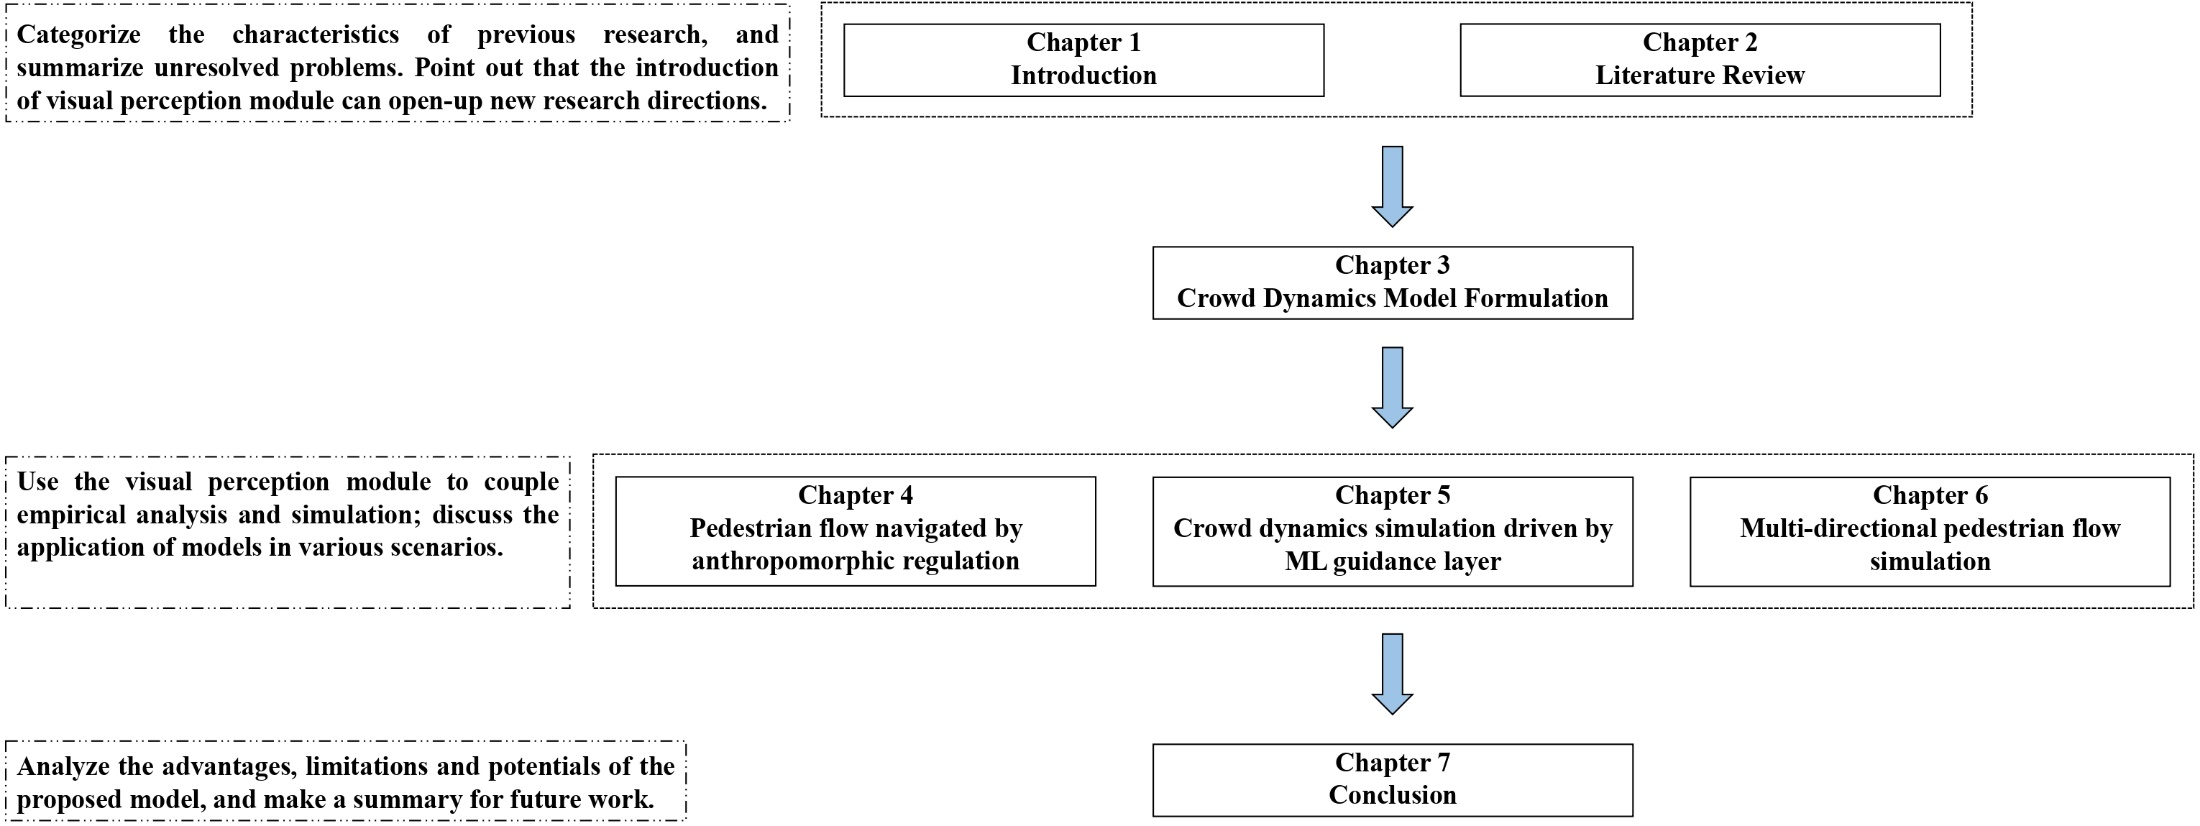 Categorize the characteristics of previous research, and
summarize unresolved problems. Point out that the introduction
of visual perception module can open-up new research directions.
Chapter 1
Introduction
Chapter 2
Literature Review
Chapter 3
Crowd Dynamics Model Formulation
Use the visual perception module to couple
empirical analysis and simulation; discuss the
application of models in various scenarios.
Chapter 4
Pedestrian flow navigated by
anthropomorphic regulation
Chapter 5
Crowd dynamics simulation driven by
ML guidance layer
Chapter 6
Multi-directional pedestrian flow
simulation
Analyze the advantages, limitations and potentials of the
proposed model, and make a summary for future work.
Chapter 7
Conclusion